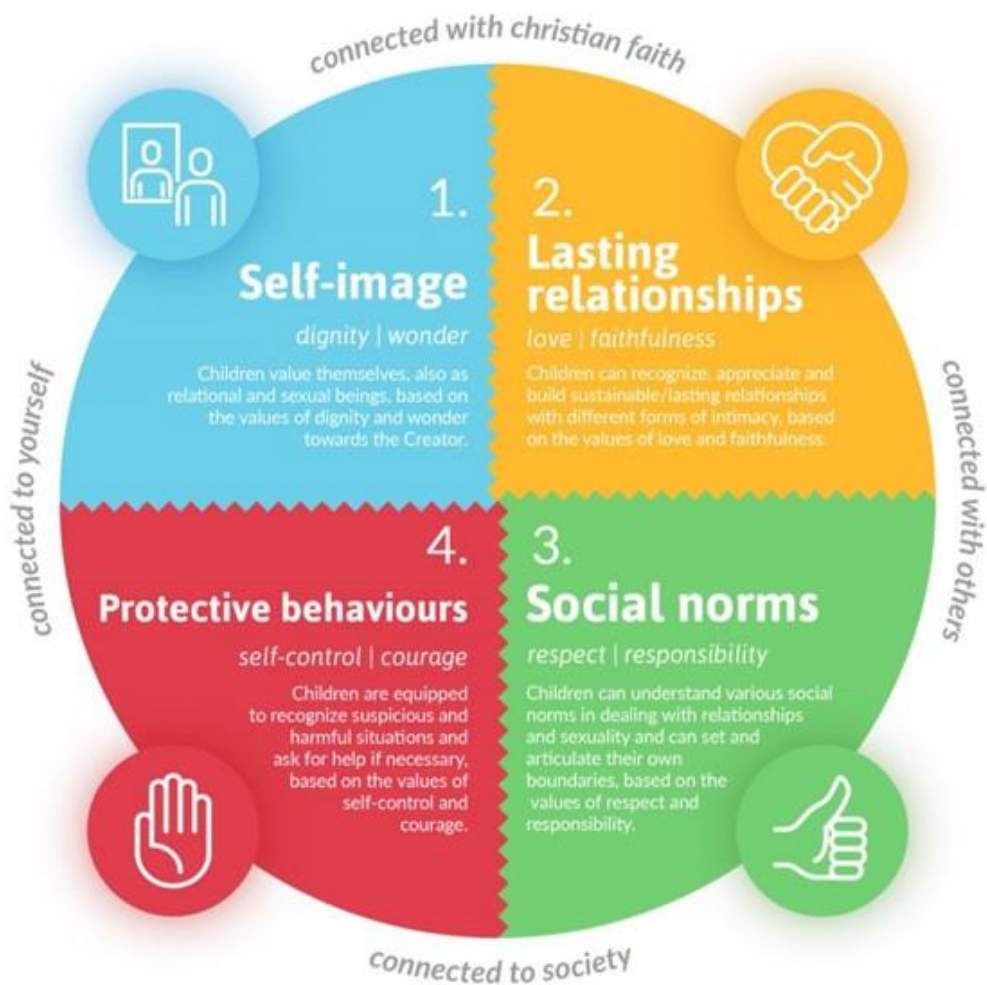 connected with christian faith
1.
Self-image
dignity | wonder
Children value themselves, also as
relational and sexual beings, based on
the values of dignity and wonder
towards the Creator.
2.
Lasting
relationships
love | faithfulness
Children can recognize, appreciate and
build sustainable/lasting relationships
with different forms of intimacy, based
on the values of love and faithfulness.
connected with others
3.
Social norms
respect | responsibility
Children can understand various social
norms in dealing with relationships
and sexuality and can set and
articulate their own
boundaries, based on the
values of respect and
responsibility.
4.
Protective behaviours
self-control | courage
Children are equipped
to recognize suspicious and
harmful situations and
ask for help if necessary,
based on the values of
self-control and
courage.
connected to society
connected to yourself